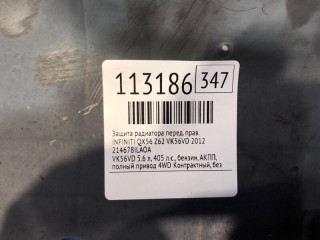 113186 347
Защита радиатора перед. прав.
INFINITI QX56 Z62 VK56VD 2012
214678ILAOA
VK56VD 5.6 л, 405 л.с., бензин, АКПП,
полный привод 4WD Контрактный, без